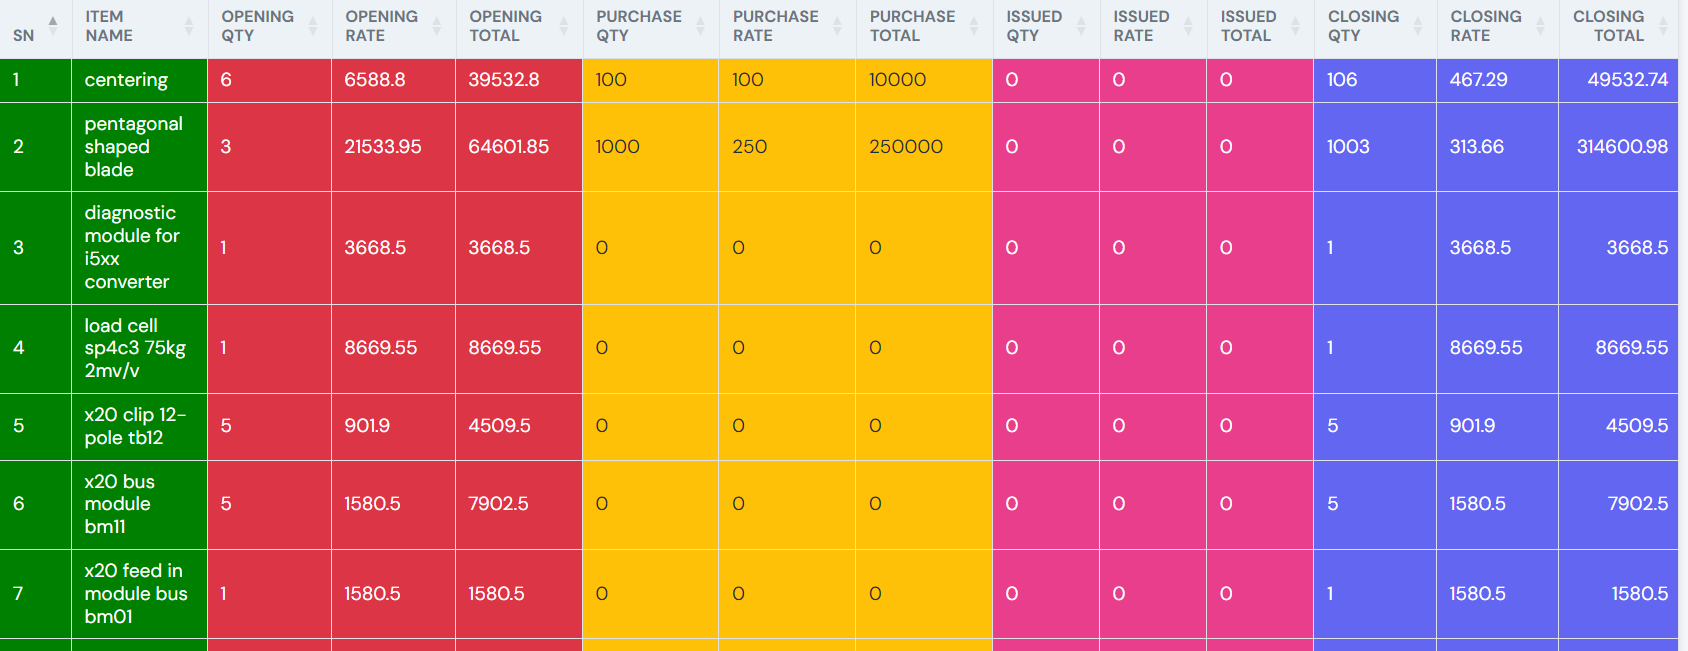 SN ITEM NAME OPENING QTY OPENING RATE OPENING TOTAL PURCHASE QTY PURCHASE RATE PURCHASE TOTAL ISSUED QTY ISSUED RATE ISSUED TOTAL CLOSING QTY CLOSING RATE CLOSING TOTAL
1 centering 6 6588.8 39532.8 100 100 10000 0 0 0 106 467.29 49532.74
2 pentagonal shaped blade 3 21533.95 64601.85 1000 250 250000 0 0 0 1003 313.66 314600.98
3 diagnostic module for i5xx converter 1 3668.5 3668.5 0 0 0 0 0 0 1 3668.5 3668.5
4 load cell sp4c3 75kg 2mv/v 1 8669.55 8669.55 0 0 0 0 0 0 1 8669.55 8669.55
5 x20 clip 12-pole tb12 5 901.9 4509.5 0 0 0 0 0 0 5 901.9 4509.5
6 x20 bus module bm11 5 1580.5 7902.5 0 0 0 0 0 0 5 1580.5 7902.5
7 x20 feed in module bus bm01 1 1580.5 1580.5 0 0 0 0 0 0 1 1580.5 1580.5